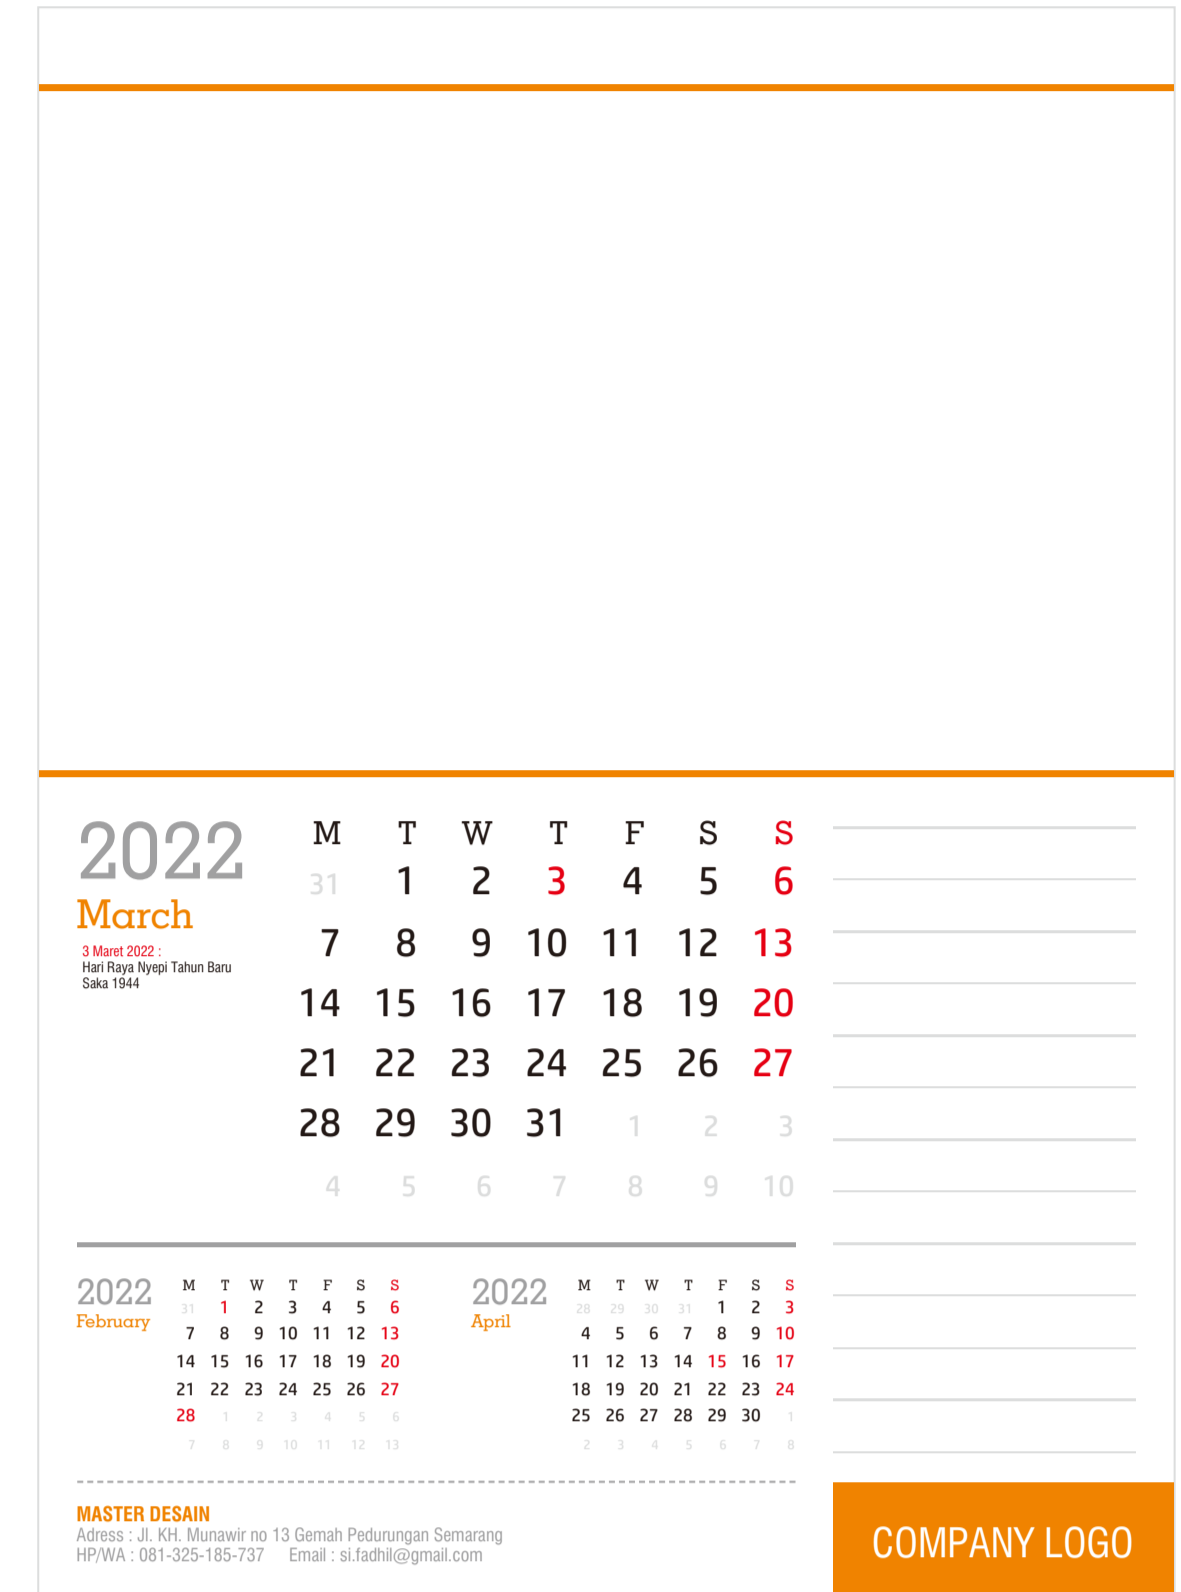 2022
March
3 Maret 2022 :
Hari Raya Nyepi Tahun Baru
Saka 1944
M T W T F S S
31 1 2 3 4 5 6
7 8 9 10 11 12 13
14 15 16 17 18 19 20
21 22 23 24 25 26 27
28 29 30 31 1 2 3
4 5 6 7 8 9 10
2022
February
M T W T F S S
31 1 2 3 4 5 6
7 8 9 10 11 12 13
14 15 16 17 18 19 20
21 22 23 24 25 26 27
28 1 2 3 4 5 6
7 8 9 10 11 12 13
2022
April
M T W T F S S
28 29 30 31 1 2 3
4 5 6 7 8 9 10
11 12 13 14 15 16 17
18 19 20 21 22 23 24
25 26 27 28 29 30 1
2 3 4 5 6 7 8
MASTER DESAIN
Adress : Jl. KH. Munawir no 13 Gemah Pedurungan Semarang
HP/WA : 081-325-185-737 Email : si.fadhil@gmail.com
COMPANY LOGO